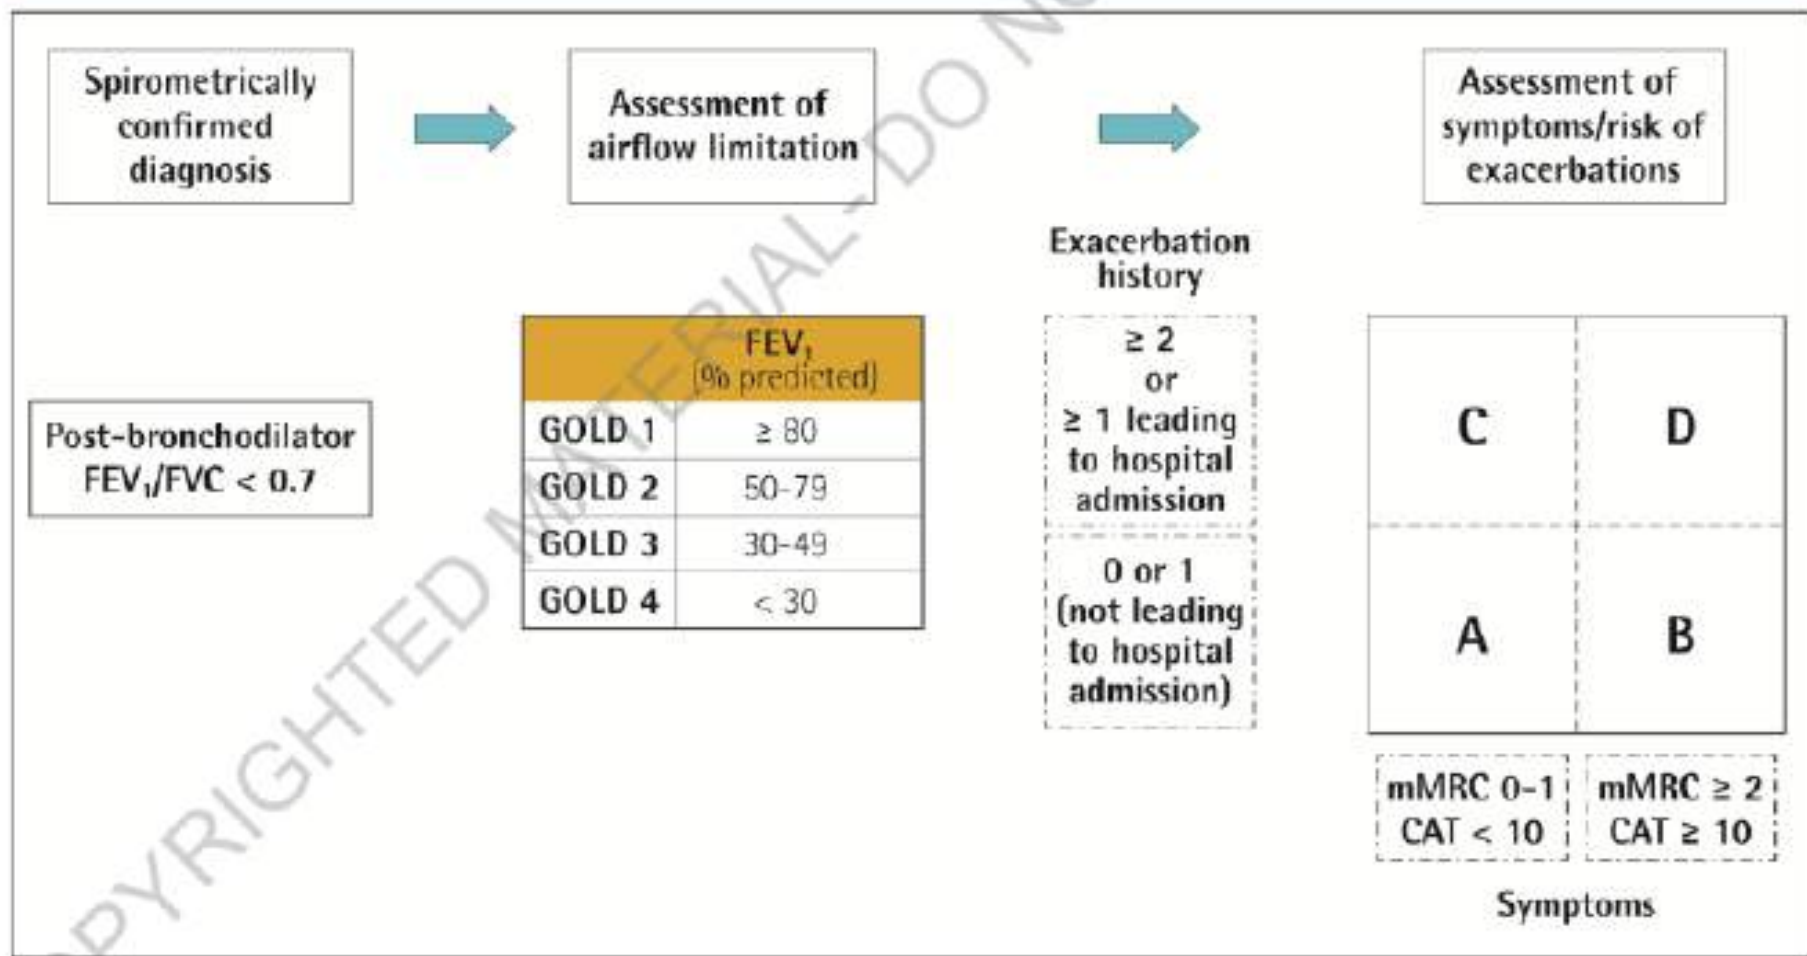 Spirometrically
confirmed
diagnosis
Assessment of
airflow limitation
Assessment of
symptoms/risk of
exacerbations
Exacerbation
history
Post-bronchodilator
FEV₁/FVC < 0.7
FEV₁
(% predicted)
GOLD 1 ≥ 80
GOLD 2 50-79
GOLD 3 30-49
GOLD 4 < 30
≥ 2
or
≥ 1 leading
to hospital
admission
0 or 1
(not leading
to hospital
admission)
C D
A B
mMRC 0-1
CAT < 10
mMRC ≥ 2
CAT ≥ 10
Symptoms
OPYRIGHTED MATERIAL- DO NO